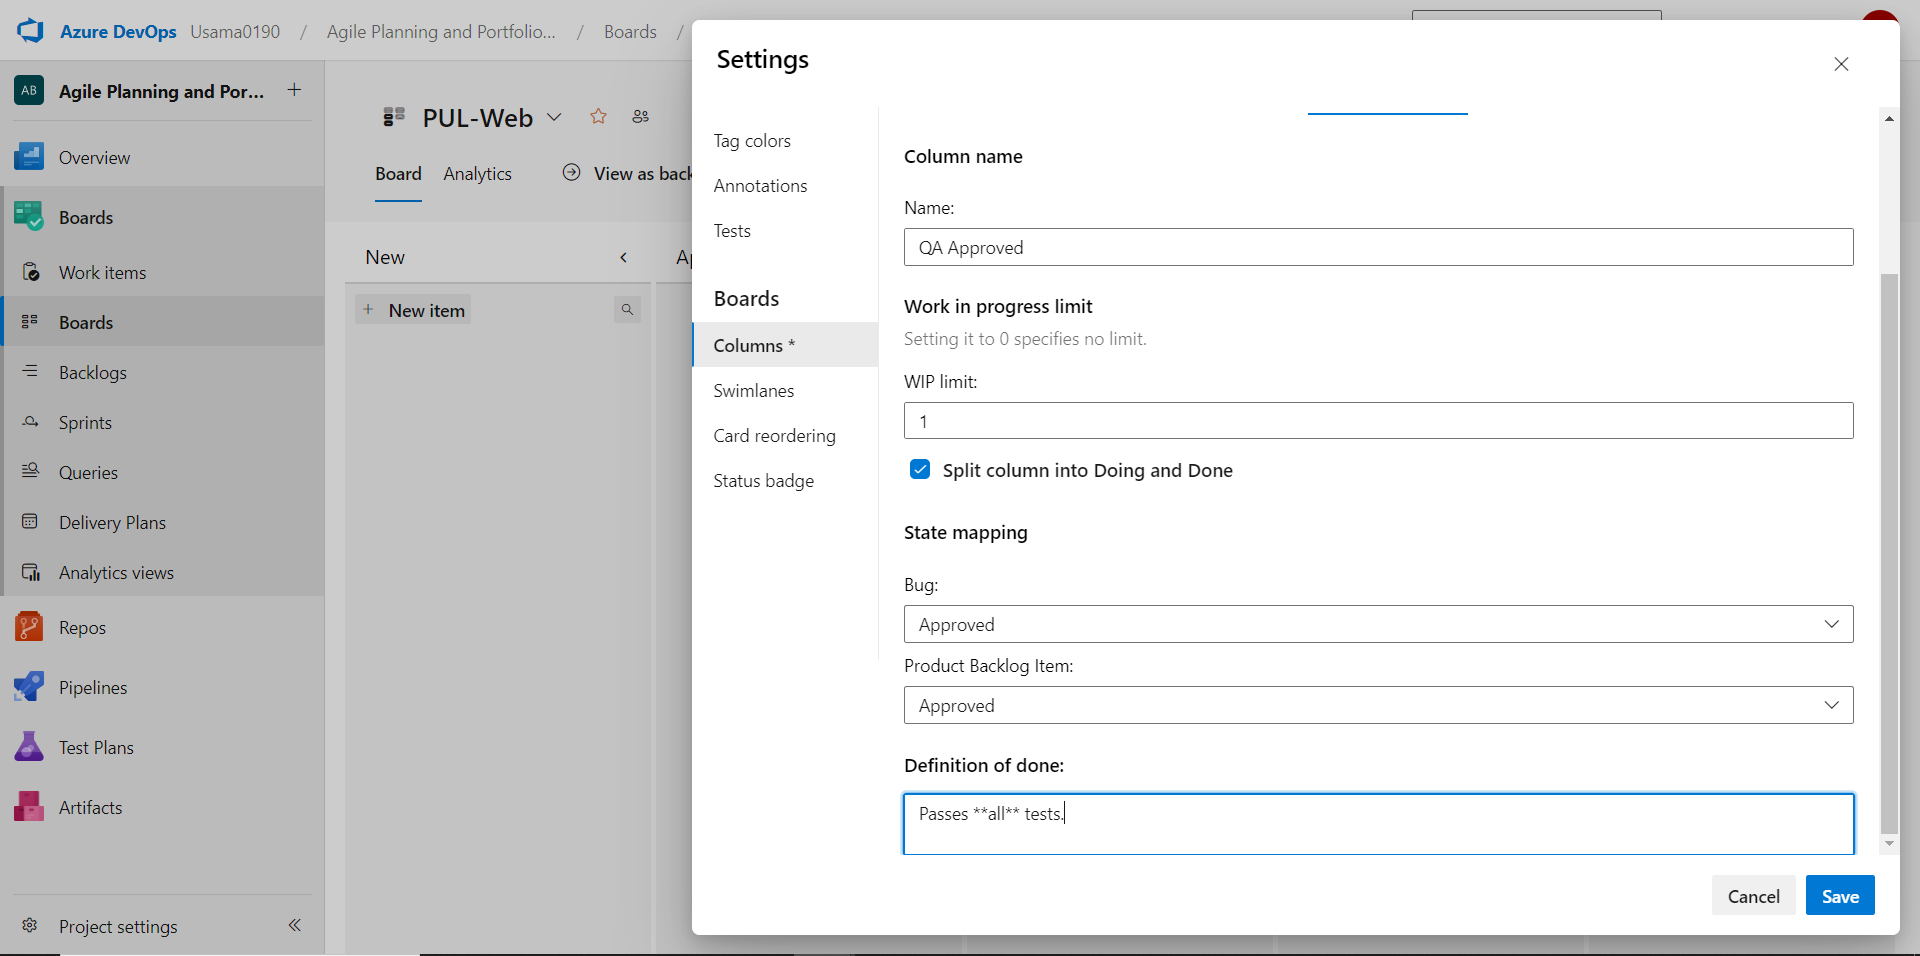 Azure DevOps Usama0190 / Agile Planning and Portfolio... / Boards /
AB Agile Planning and Por... +
Overview
Boards
Work items
Boards
Backlogs
Sprints
Queries
Delivery Plans
Analytics views
Repos
Pipelines
Test Plans
Artifacts
Project settings
PUL-Web
Board Analytics View as back
New
+ New item
Ap
Settings
Tag colors
Annotations
Tests
Boards
Columns *
Swimlanes
Card reordering
Status badge
Column name
Name:
QA Approved
Work in progress limit
Setting it to 0 specifies no limit.
WIP limit:
1
Split column into Doing and Done
State mapping
Bug:
Approved
Product Backlog Item:
Approved
Definition of done:
Passes **all** tests.
Cancel Save